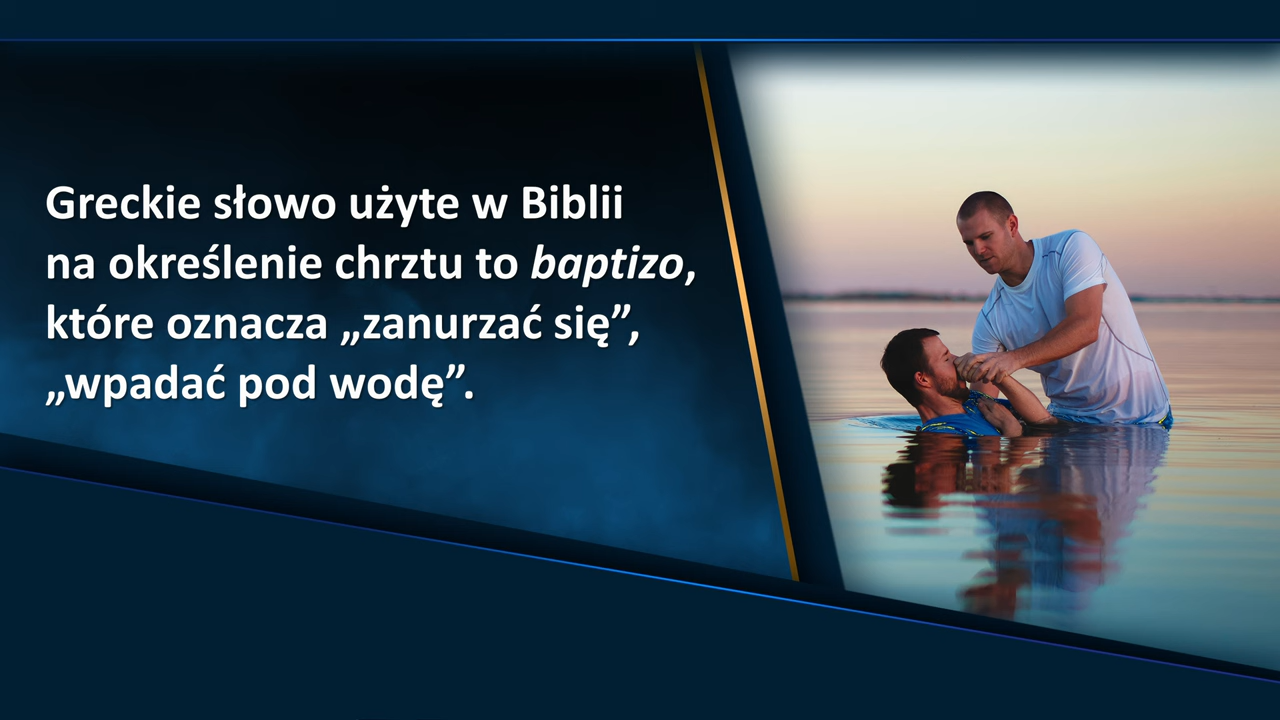 Greckie słowo użyte w Biblii
na określenie chrztu to baptizo,
które oznacza „zanurzać się”,
„wpadać pod wodę”.